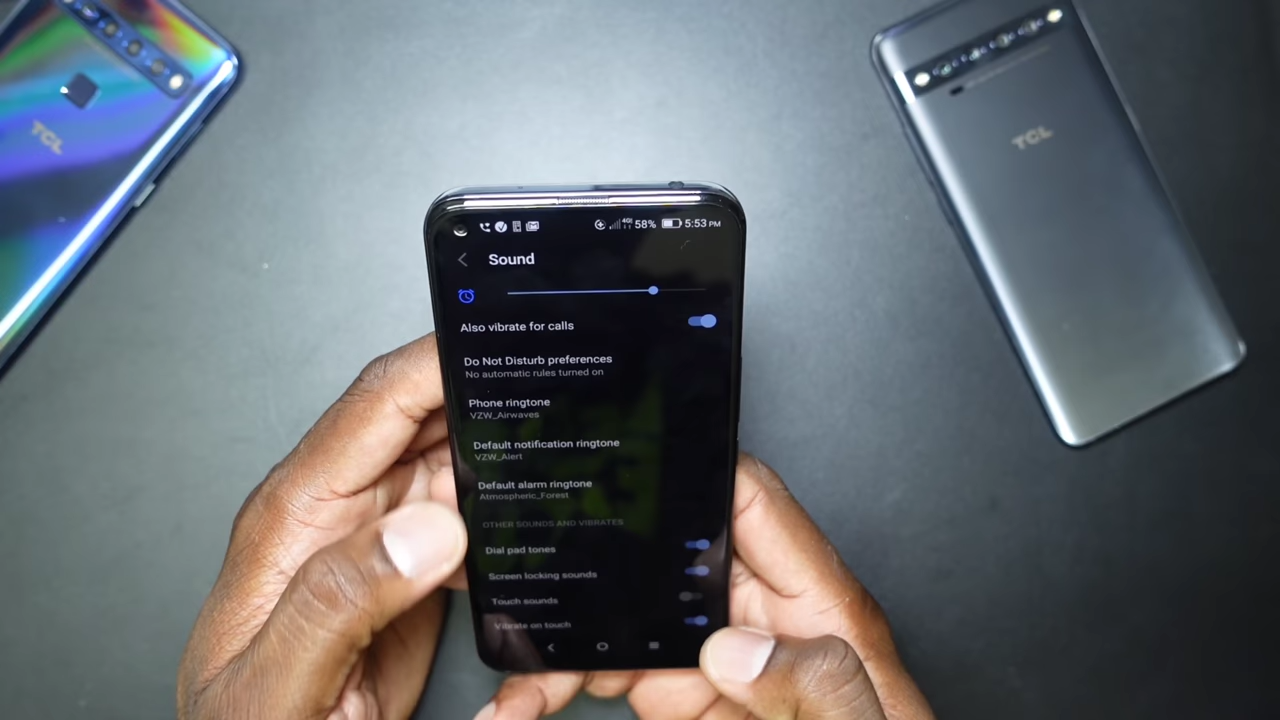 TCL
TCL
4G 58% 5:53 PM
Sound
Also vibrate for calls
Do Not Disturb preferences
No automatic rules turned on
Phone ringtone
VZW_Airwaves
Default notification ringtone
VZW_Alert
Default alarm ringtone
Atmospheric_Forest
OTHER SOUNDS AND VIBRATES
Dial pad tones
Screen locking sounds
Touch sounds
Vibrate on touch